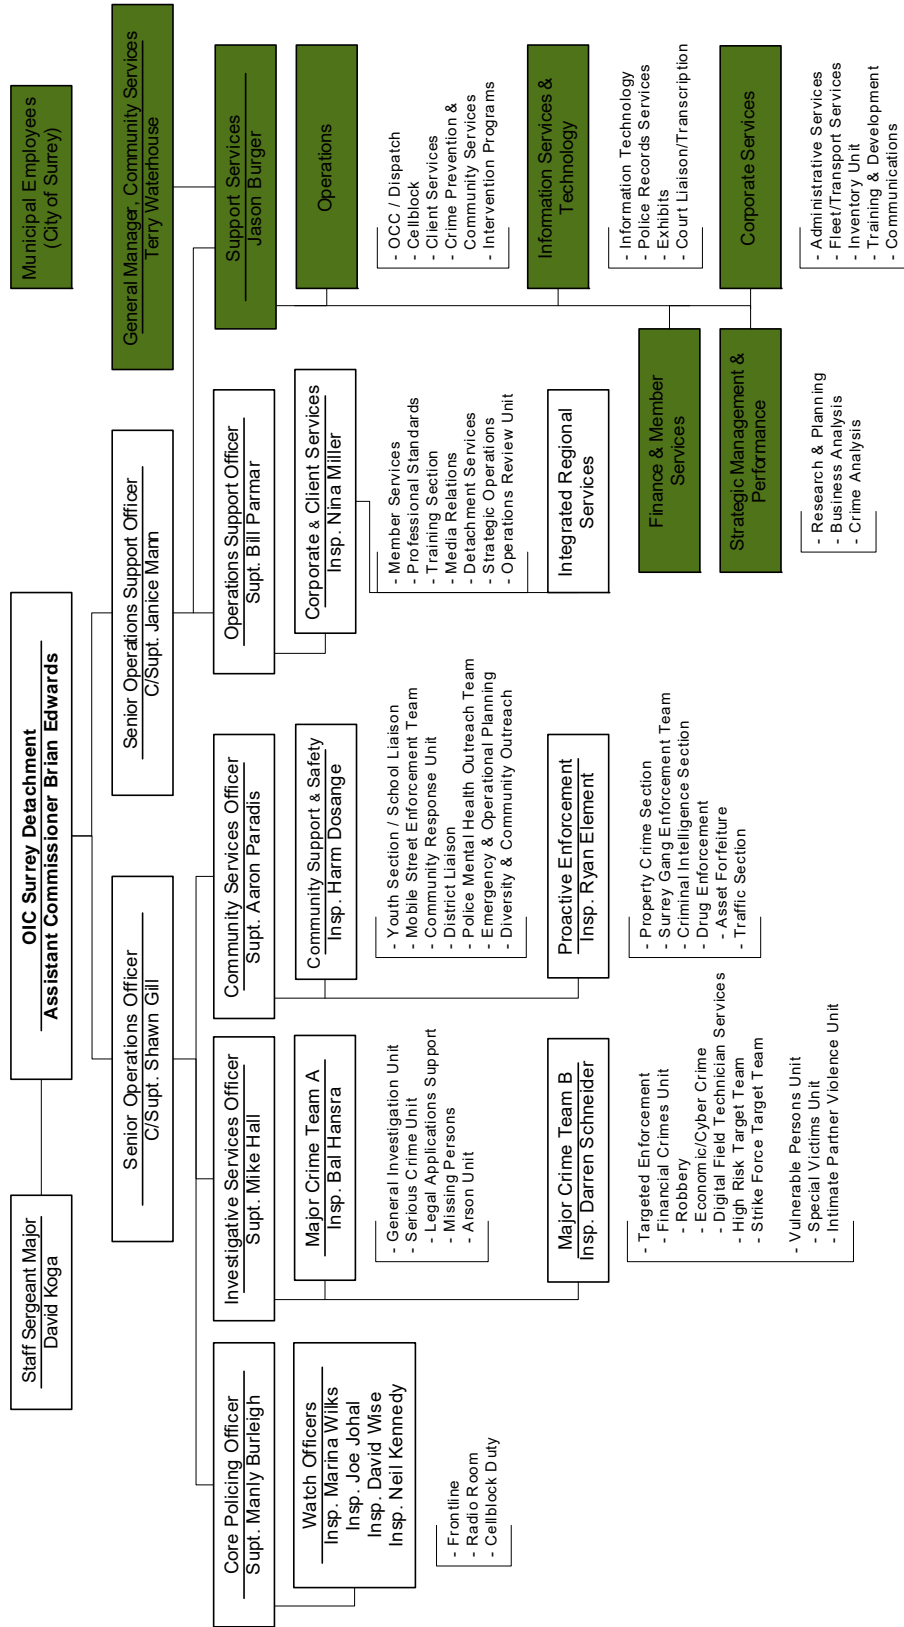 Staff Sergeant Major
David Koga
OIC Surrey Detachment
Assistant Commissioner Brian Edwards
Municipal Employees
(City of Surrey)
Senior Operations Officer
C/Supt. Shawn Gill
Senior Operations Support Officer
C/Supt. Janice Mann
General Manager, Community Services
Terry Waterhouse
Core Policing Officer
Supt. Manly Burleigh
Investigative Services Officer
Supt. Mike Hall
Community Services Officer
Supt. Aaron Paradis
Operations Support Officer
Supt. Bill Parmar
Support Services
Jason Burger
Watch Officers
Insp. Marina Wilks
Insp. Joe Johal
Insp. David Wise
Insp. Neil Kennedy
- Frontline
- Radio Room
- Cellblock Duty
Major Crime Team A
Insp. Bal Hansra
- General Investigation Unit
- Serious Crime Unit
- Legal Applications Support
- Missing Persons
- Arson Unit
Major Crime Team B
Insp. Darren Schneider
- Targeted Enforcement
- Financial Crimes Unit
- Robbery
- Economic/Cyber Crime
- Digital Field Technician Services
- High Risk Target Team
- Strike Force Target Team
- Vulnerable Persons Unit
- Special Victims Unit
- Intimate Partner Violence Unit
Community Support & Safety
Insp. Harm Dosange
- Youth Section / School Liaison
- Mobile Street Enforcement Team
- Community Response Unit
- District Liaison
- Police Mental Health Outreach Team
- Emergency & Operational Planning
- Diversity & Community Outreach
Proactive Enforcement
Insp. Ryan Element
- Property Crime Section
- Surrey Gang Enforcement Team
- Criminal Intelligence Section
- Drug Enforcement
- Asset Forfeiture
- Traffic Section
Corporate & Client Services
Insp. Nina Miller
- Member Services
- Professional Standards
- Training Section
- Media Relations
- Detachment Services
- Strategic Operations
- Operations Review Unit
Integrated Regional
Services
Operations
- OCC / Dispatch
- Cellblock
- Client Services
- Crime Prevention &
Community Services
- Intervention Programs
Information Services &
Technology
- Information Technology
- Police Records Services
- Exhibits
- Court Liaison/Transcription
Finance & Member
Services
Strategic Management &
Performance
- Research & Planning
- Business Analysis
- Crime Analysis
Corporate Services
- Administrative Services
- Fleet/Transport Services
- Inventory Unit
- Training & Development
- Communications